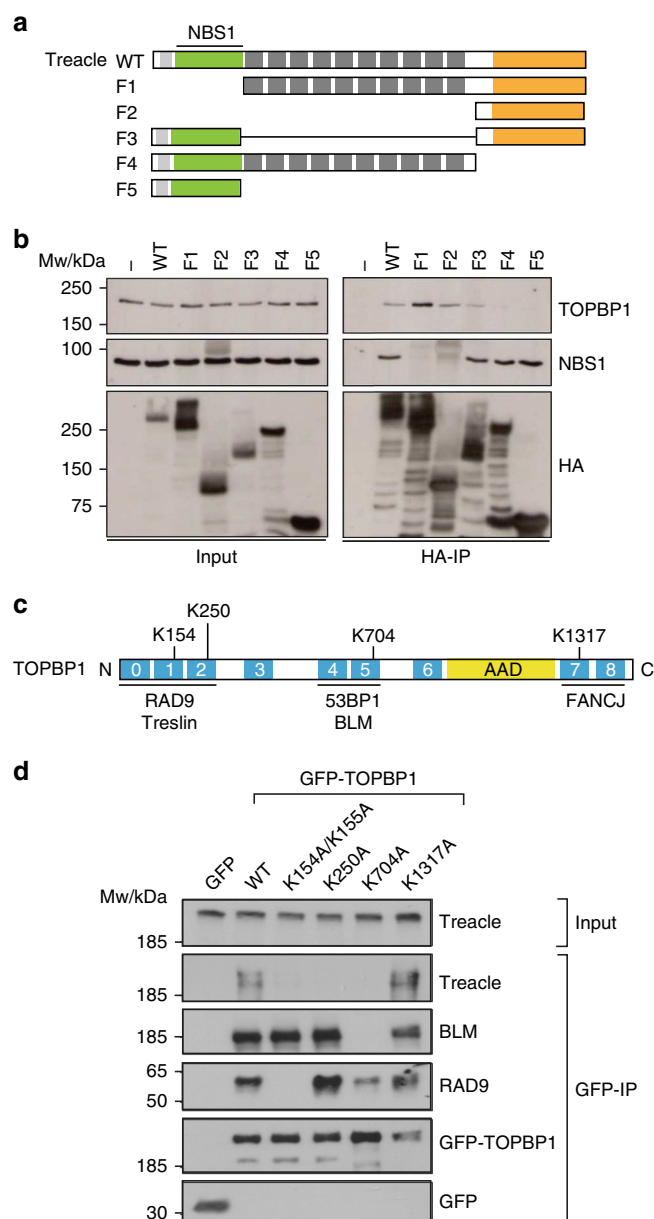 a
NBS1
Treacle WT
F1
F2
F3
F4
F5
b
Mw/kDa – WT F1 F2 F3 F4 F5 – WT F1 F2 F3 F4 F5
250
150
TOPBP1
100
NBS1
250
150
75
HA
Input HA-IP
c
K250
K154 K704 K1317
TOPBP1 N 0 1 2 3 4 5 6 AAD 7 8 C
RAD9 53BP1 FANCJ
Treslin BLM
d
GFP-TOPBP1
GFP WT K154A/K155A K250A K704A K1317A
Mw/kDa
Treacle Input
185
Treacle
185
185 BLM
65
RAD9
50
GFP-IP
GFP-TOPBP1
185
GFP
30